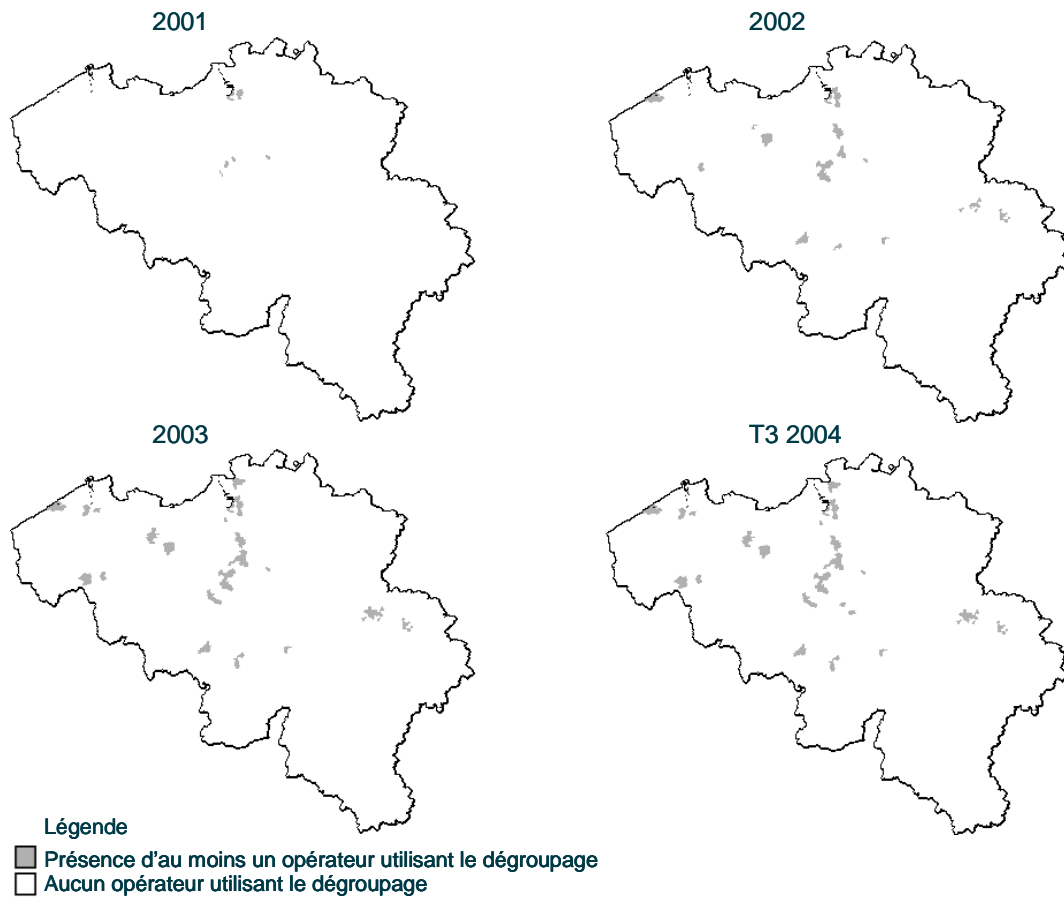 2001
2002
2003
T3 2004
Légende
Présence d'au moins un opérateur utilisant le dégroupage
Aucun opérateur utilisant le dégroupage